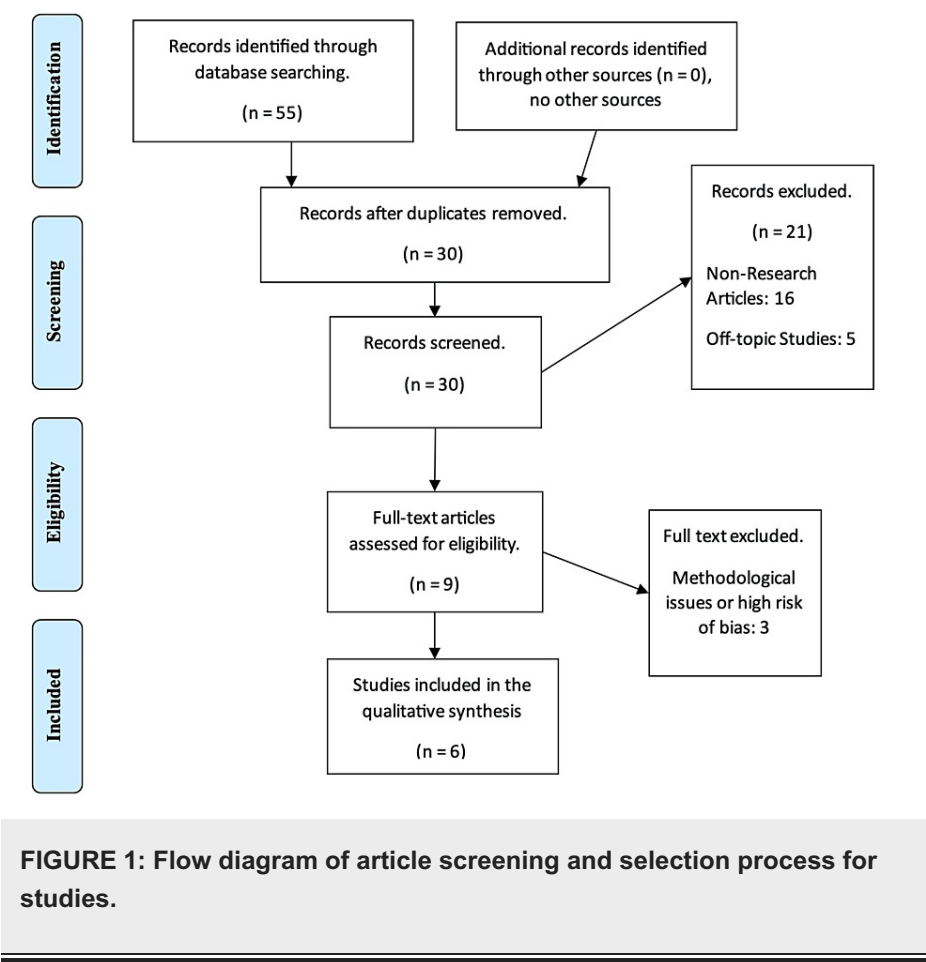 Identification
Records identified through
database searching.
(n = 55)
Additional records identified
through other sources (n = 0),
no other sources
Records after duplicates removed.
(n = 30)
Screening
Records screened.
(n = 30)
Records excluded.
(n = 21)
Non-Research
Articles: 16
Off-topic Studies: 5
Eligibility
Full-text articles
assessed for eligibility.
(n = 9)
Full text excluded.
Methodological
issues or high risk
of bias: 3
Included
Studies included in the
qualitative synthesis
(n = 6)
FIGURE 1: Flow diagram of article screening and selection process for
studies.